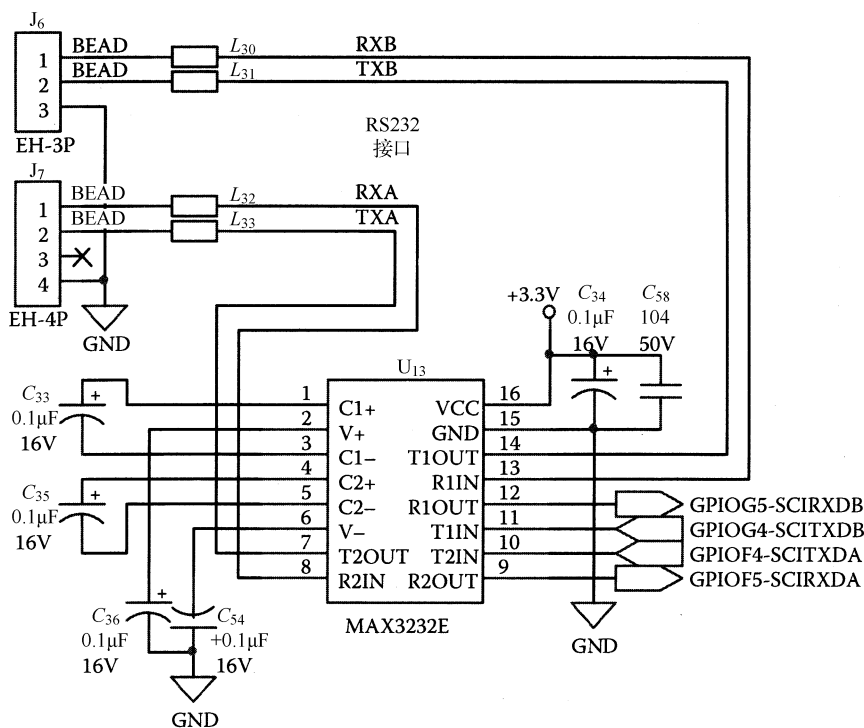 J6
BEAD L30 RXB
1
BEAD L31 TXB
2
3
EH-3P
RS232
接口
J7
BEAD L32 RXA
1
BEAD L33 TXA
2
3
4
EH-4P
GND
+3.3V
C34
0.1μF
16V
C58
104
50V
U13
C33
0.1μF
16V
+
C35
0.1μF
16V
+
+
1 C1+ VCC 16
2 V+ GND 15
3 C1- T1OUT 14
4 C2+ R1IN 13
5 C2- R1OUT 12 GPIOG5-SCIRXDB
6 V- T1IN 11 GPIOG4-SCITXDB
7 T2OUT T2IN 10 GPIOF4-SCITXDA
8 R2IN R2OUT 9 GPIOF5-SCIRXDA
MAX3232E
C36
0.1μF
16V
+
C54
+0.1μF
16V
GND
GND